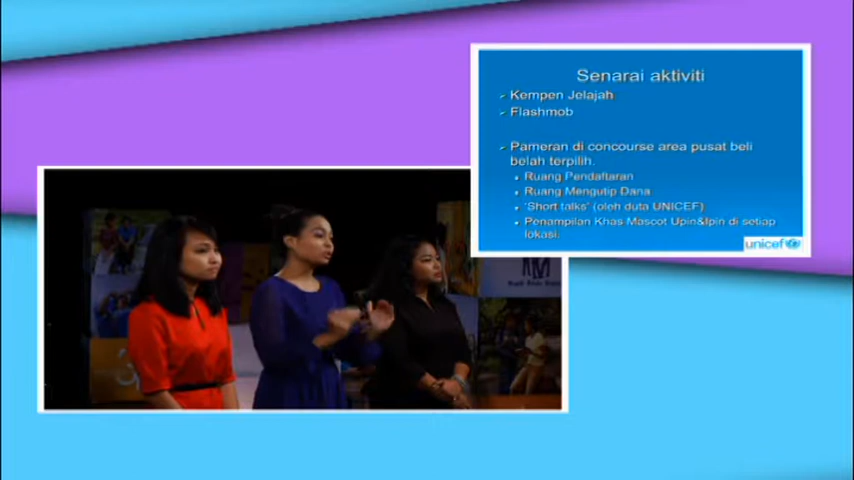 Senarai aktiviti
Kempen Jelajah
Flashmob
Pameran di concourse area pusat beli
belah terpilih.
Ruang Pendaftaran
Ruang Mengutip Dana
'Short talks' (oleh duta UNICEF)
Penampilan Khas Mascot Upin&Ipin di setiap
lokasi.
unicef